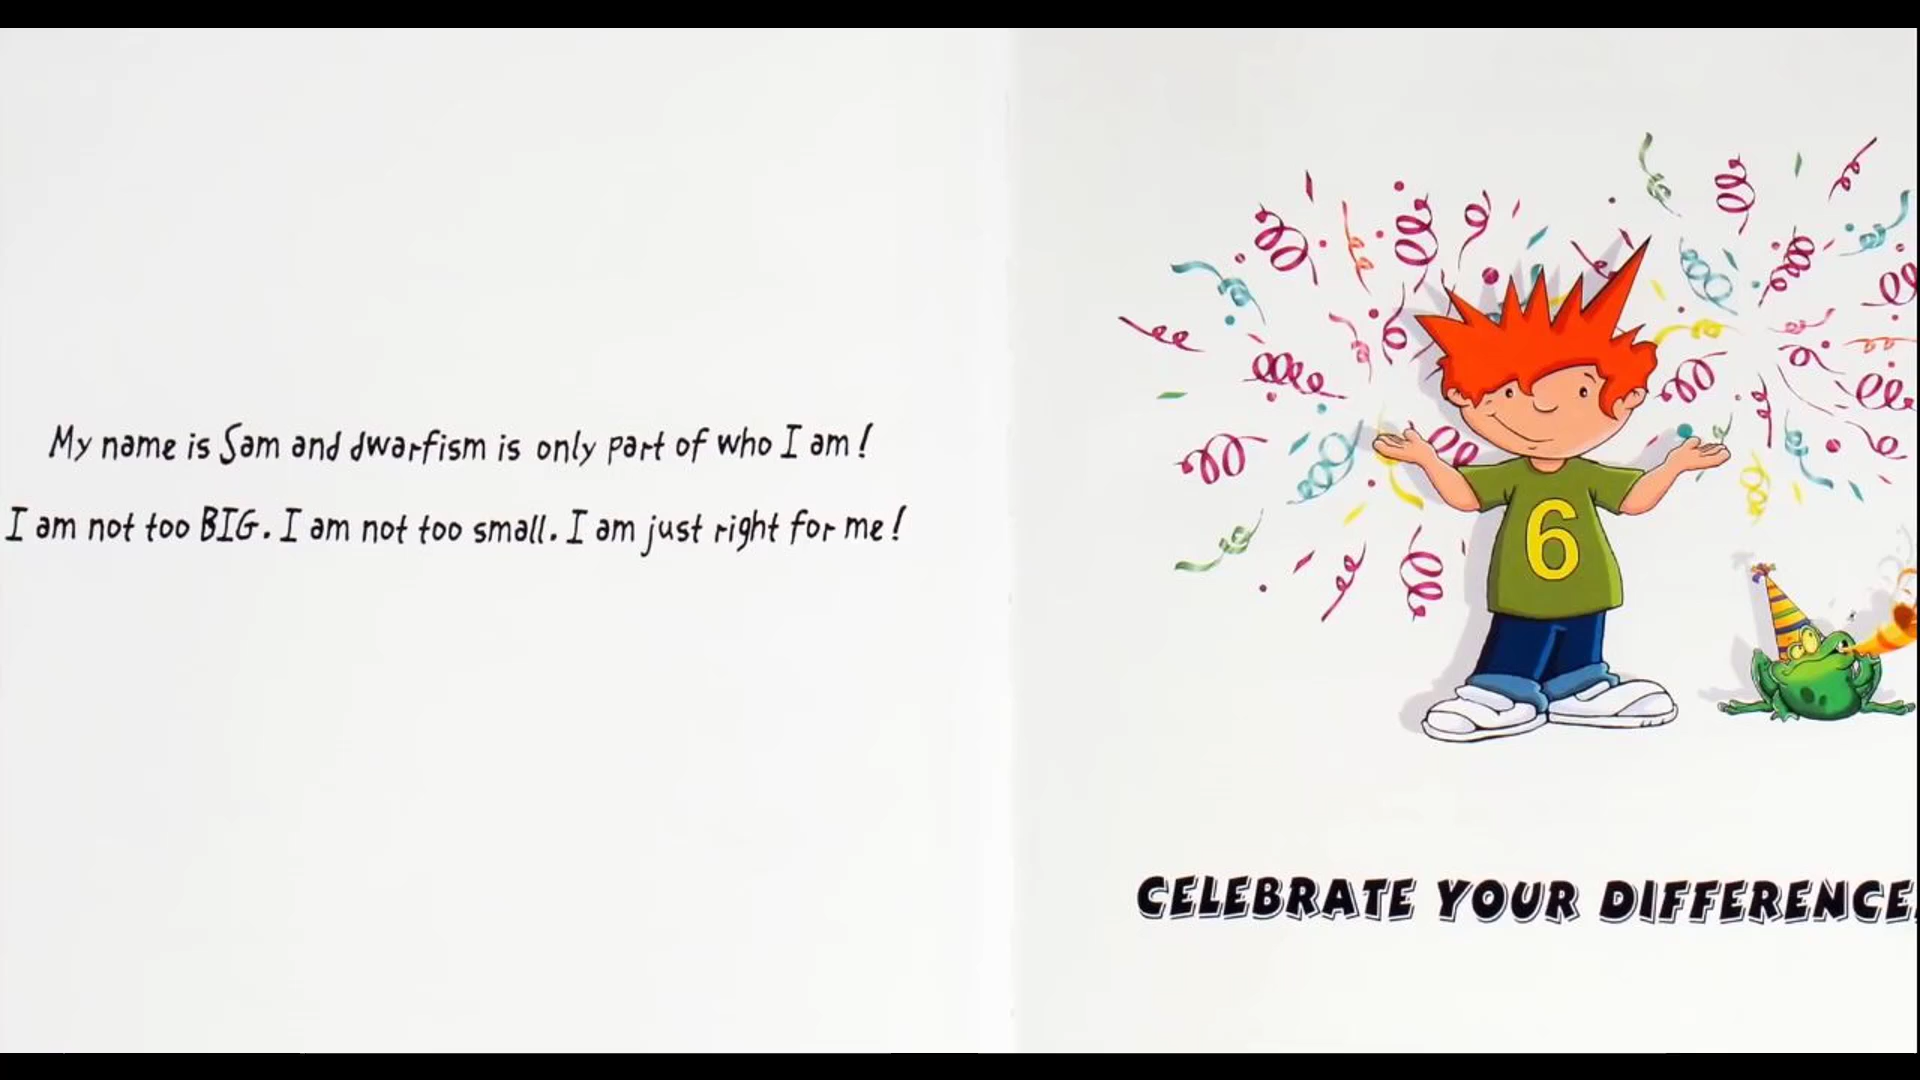 My name is Sam and dwarfism is only part of who I am!
I am not too BIG. I am not too small. I am just right for me!
6
CELEBRATE YOUR DIFFERENCE